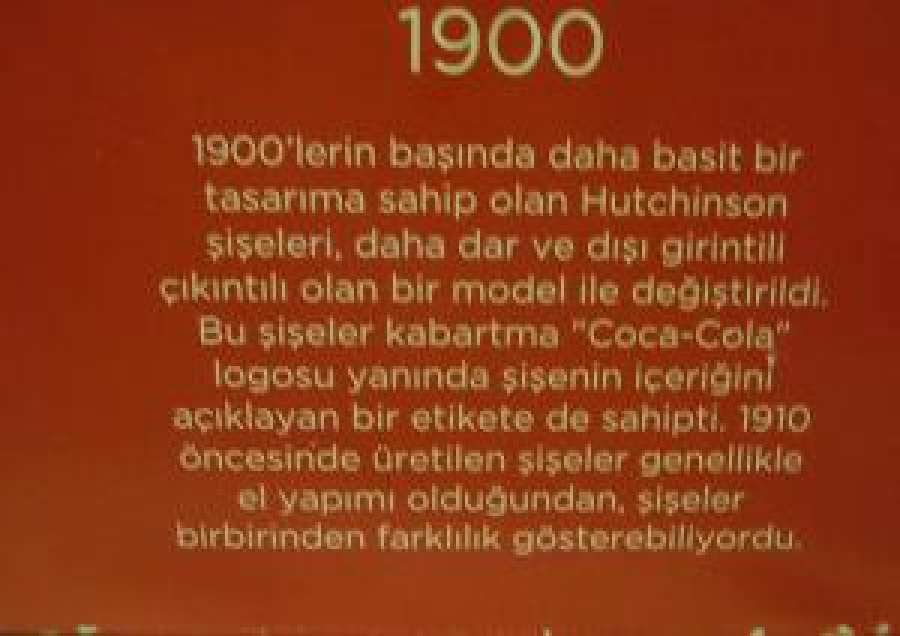 1900
1900'lerin başında daha basit bir
tasarıma sahip olan Hutchinson
şişeleri, daha dar ve dışı girintili
çıkıntılı olan bir model ile değiştirildi.
Bu şişeler kabartma "Coca-Cola"
logosu yanında şişenin içeriğini
açıklayan bir etikete de sahipti. 1910
öncesinde üretilen şişeler genellikle
el yapımı olduğundan, şişeler
birbirinden farklılık gösterebiliyordu.